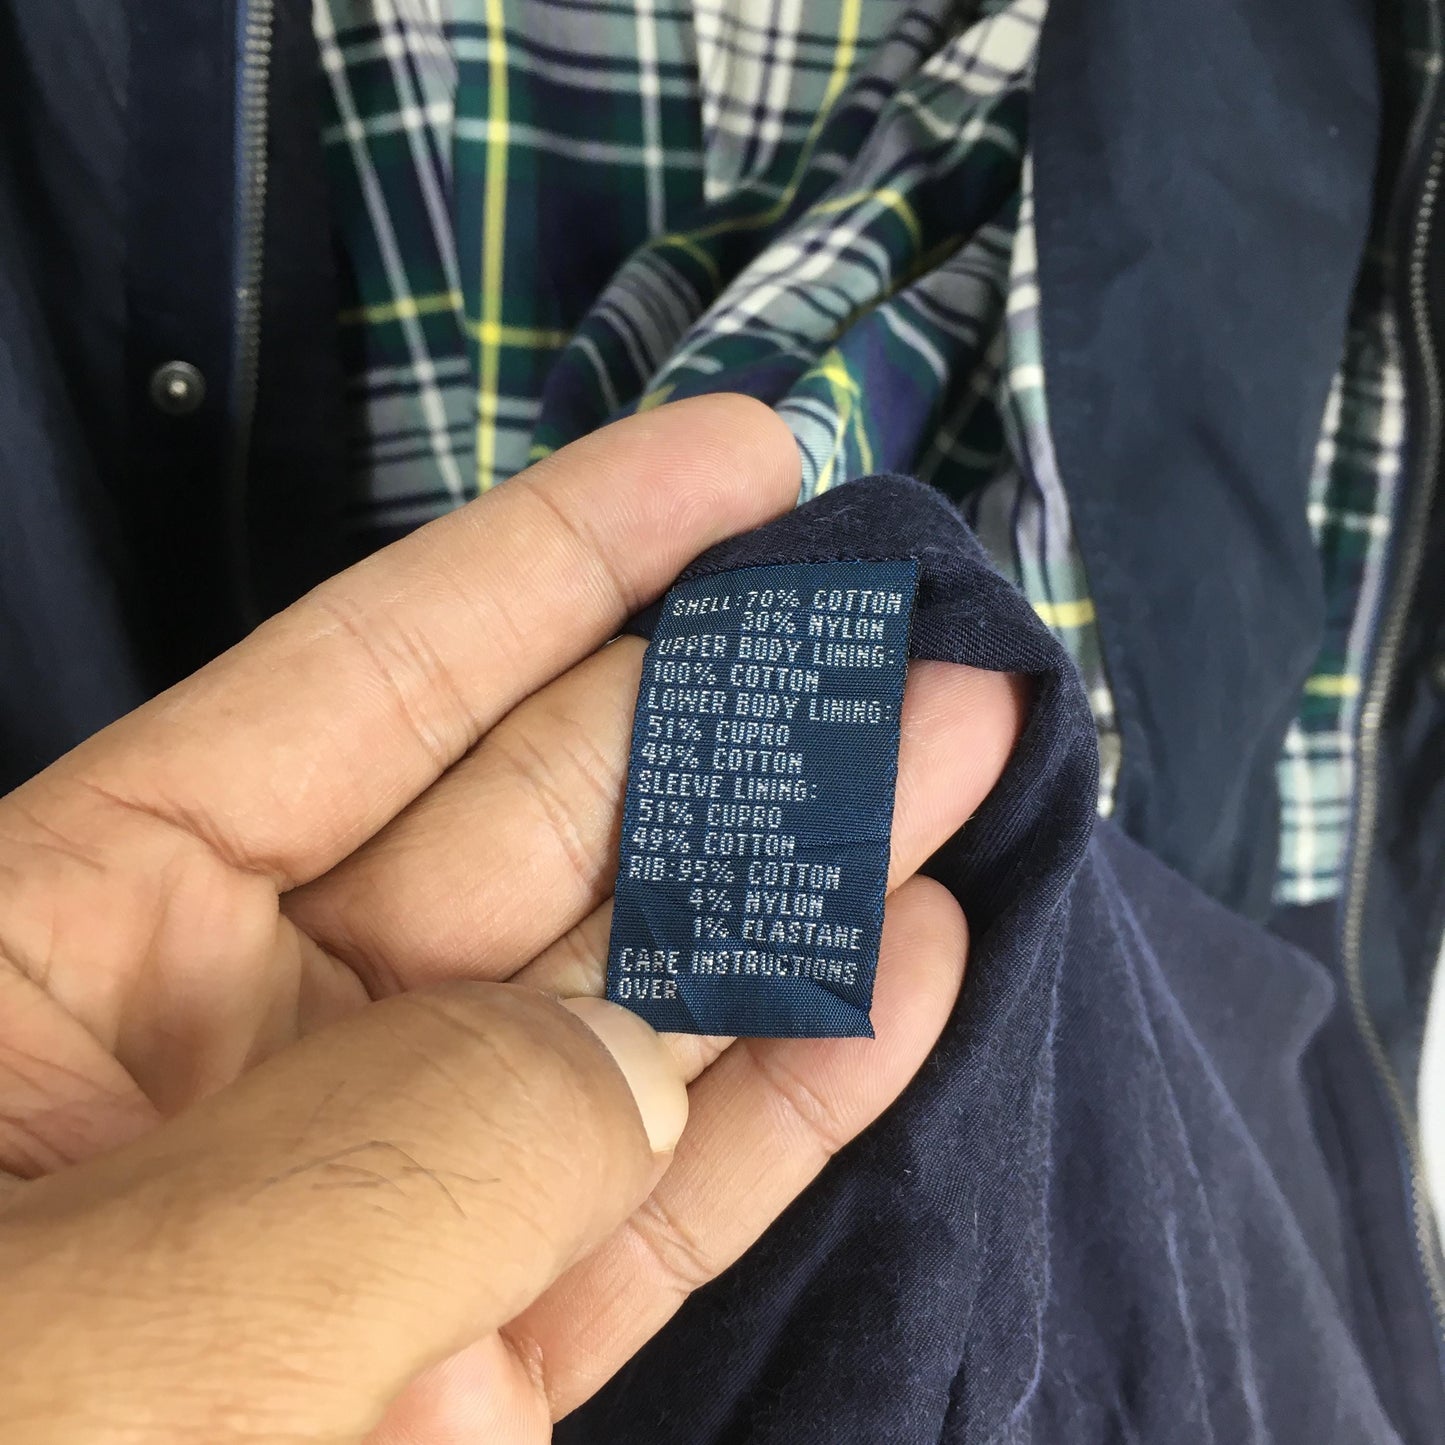 SHELL:70% COTTON
30% NYLON
UPPER BODY LINING:
100% COTTON
LOWER BODY LINING:
51% CUPRO
49% COTTON
SLEEVE LINING:
51% CUPRO
49% COTTON
RIB:95% COTTON
4% NYLON
1% ELASTANE
CARE INSTRUCTIONS
OVER